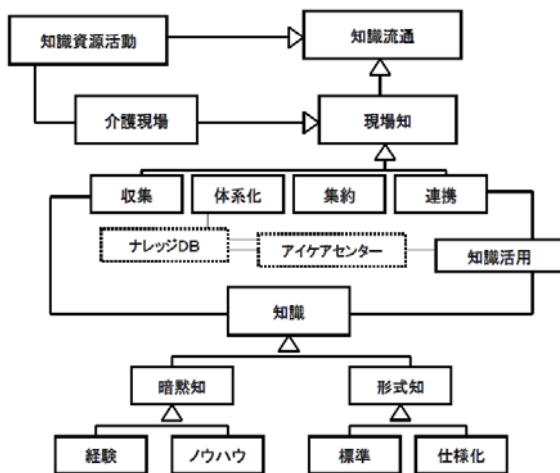 知識資源活動
知識流通
介護現場
現場知
収集
体系化
集約
連携
ナレッジDB
アイケアセンター
知識活用
知識
暗黙知
形式知
経験
ノウハウ
標準
仕様化